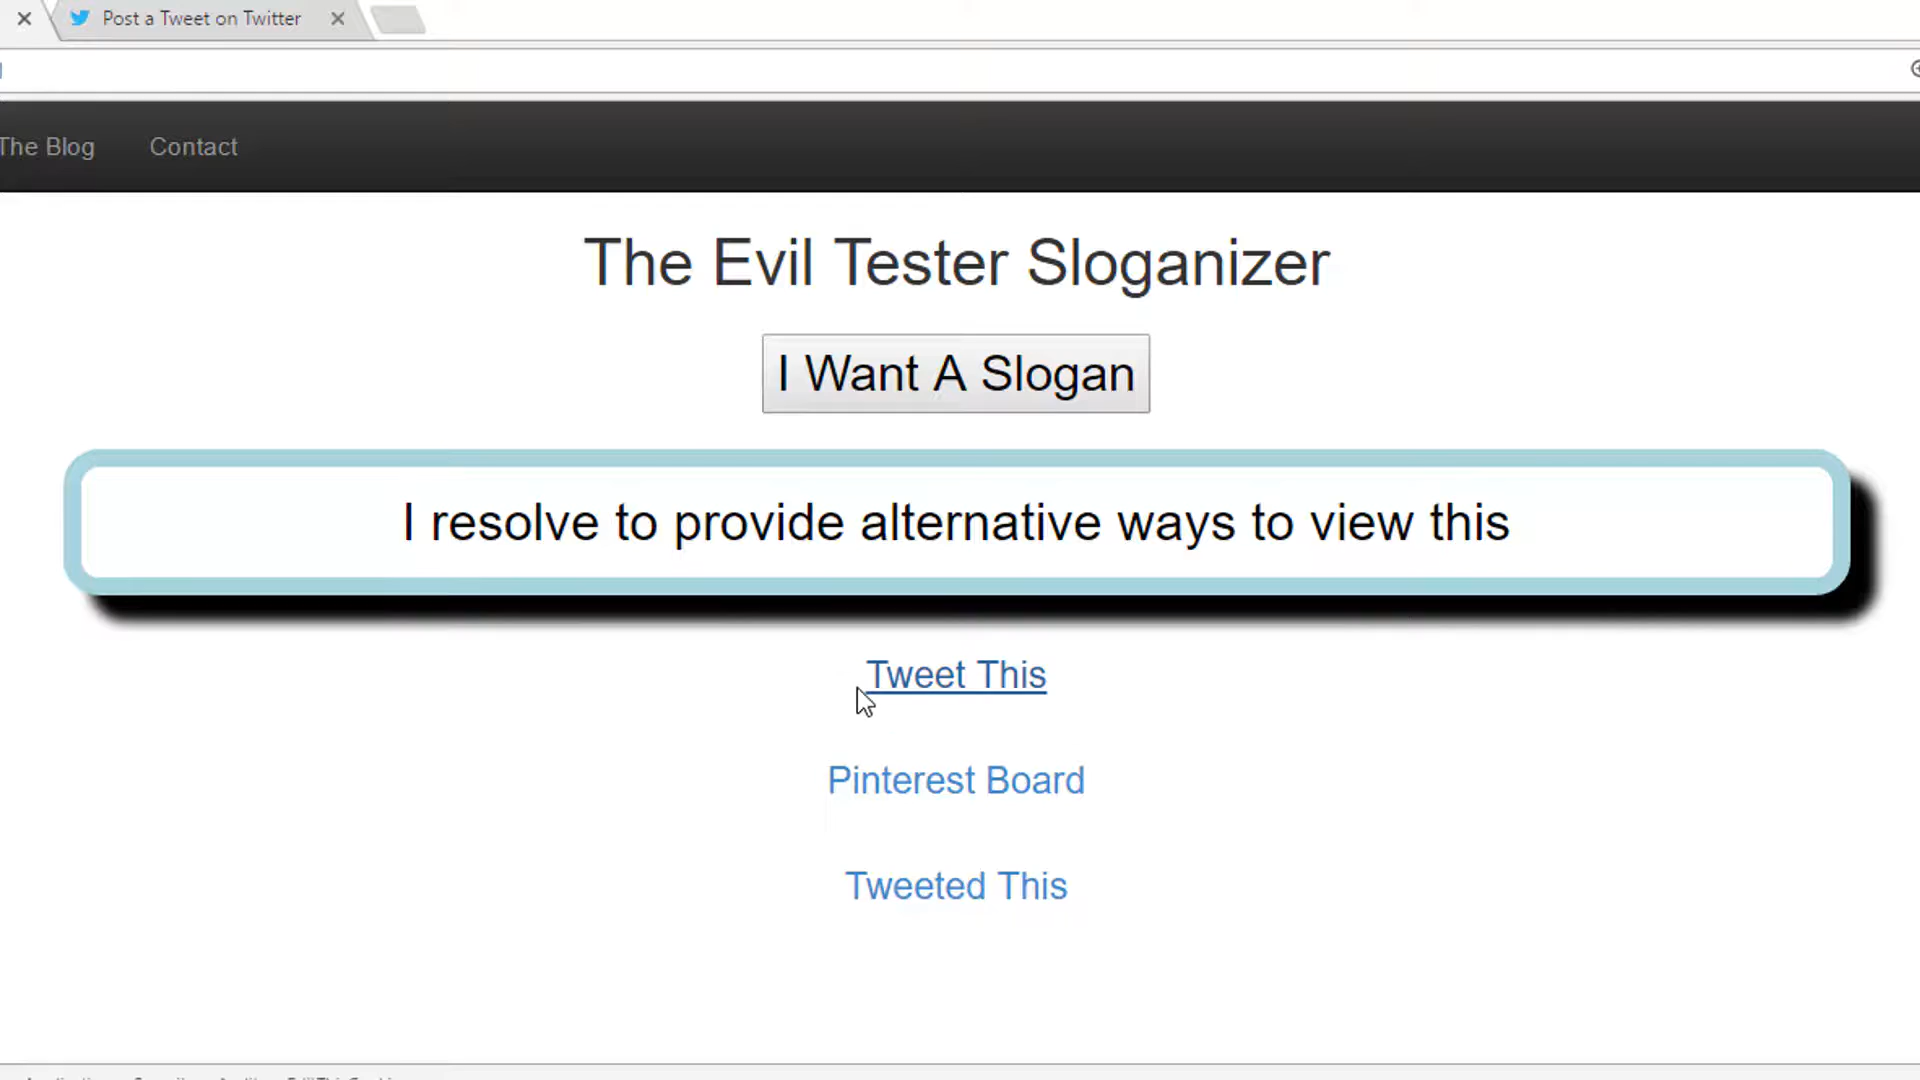 Post a Tweet on Twitter
The Blog Contact
The Evil Tester Sloganizer
I Want A Slogan
I resolve to provide alternative ways to view this
Tweet This
Pinterest Board
Tweeted This